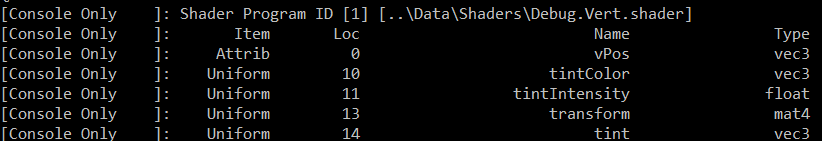 [Console Only    ]: Shader Program ID [1] [..\Data\Shaders\Debug.Vert.shader]
[Console Only    ]: Item Loc Name Type
[Console Only    ]: Attrib 0 vPos vec3
[Console Only    ]: Uniform 10 tintColor vec3
[Console Only    ]: Uniform 11 tintIntensity float
[Console Only    ]: Uniform 13 transform mat4
[Console Only    ]: Uniform 14 tint vec3